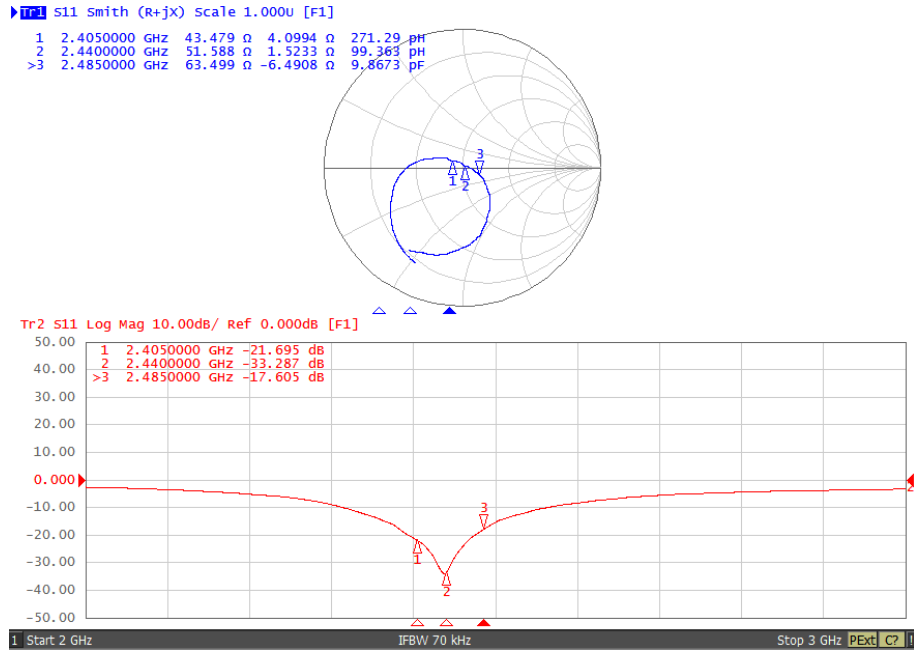 Tr1 S11 Smith (R+jX) Scale 1.000U [F1]
1 2.4050000 GHz 43.479 Ω 4.0994 Ω 271.29 pH
2 2.4400000 GHz 51.588 Ω 1.5233 Ω 99.363 pH
>3 2.4850000 GHz 63.499 Ω -6.4908 Ω 9.8673 pF
3
1
2
Tr2 S11 Log Mag 10.00dB/ Ref 0.000dB [F1]
50.00
1 2.4050000 GHz -21.695 dB
2 2.4400000 GHz -33.287 dB
>3 2.4850000 GHz -17.605 dB
40.00
30.00
20.00
10.00
0.000
2
-10.00
-20.00
-30.00
-40.00
-50.00
3
1
2
1 Start 2 GHz IFBW 70 kHz Stop 3 GHz PExt C? !